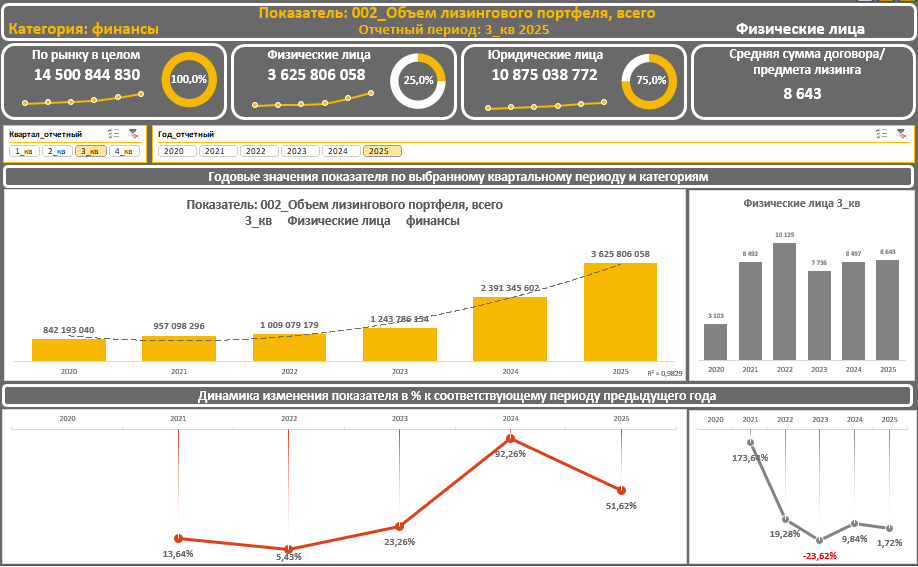 Показатель: 002_Объем лизингового портфеля, всего
Категория: финансы
Отчетный период: 3_кв 2025
Физические лица
По рынку в целом
14 500 844 830
100,0%
Физические лица
3 625 806 058
25,0%
Юридические лица
10 875 038 772
75,0%
Средняя сумма договора/
предмета лизинга
8 643
Квартал_отчетный
1_кв 2_кв 3_кв 4_кв
Год_отчетный
2020 2021 2022 2023 2024 2025
Годовые значения показателя по выбранному квартальному периоду и категориям
Показатель: 002_Объем лизингового портфеля, всего
3_кв Физические лица финансы
842 193 040
957 098 296
1 009 079 179
1 243 786 154
2 391 345 602
3 625 806 058
2020 2021 2022 2023 2024 2025
R² = 0,9829
Физические лица 3_кв
3 103
8 492
10 129
7 736
8 497
8 643
2020 2021 2022 2023 2024 2025
Динамика изменения показателя в % к соответствующему периоду предыдущего года
2020 2021 2022 2023 2024 2025
13,64%
5,43%
23,26%
92,26%
51,62%
2020 2021 2022 2023 2024 2025
173,64%
19,28%
-23,62%
9,84%
1,72%